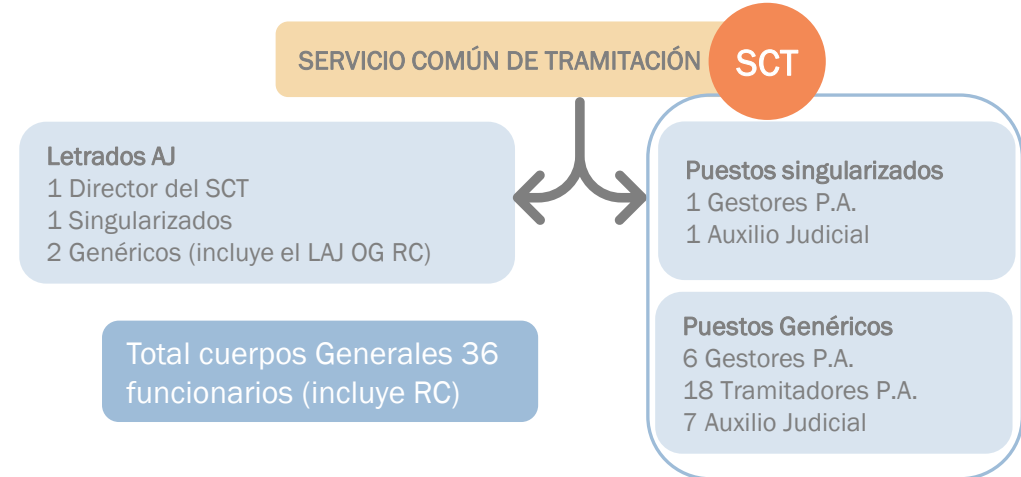 SERVICIO COMÚN DE TRAMITACIÓN
SCT
Letrados AJ
1 Director del SCT
1 Singularizados
2 Genéricos (incluye el LAJ OG RC)
Puestos singularizados
1 Gestores P.A.
1 Auxilio Judicial
Total cuerpos Generales 36
funcionarios (incluye RC)
Puestos Genéricos
6 Gestores P.A.
18 Tramitadores P.A.
7 Auxilio Judicial